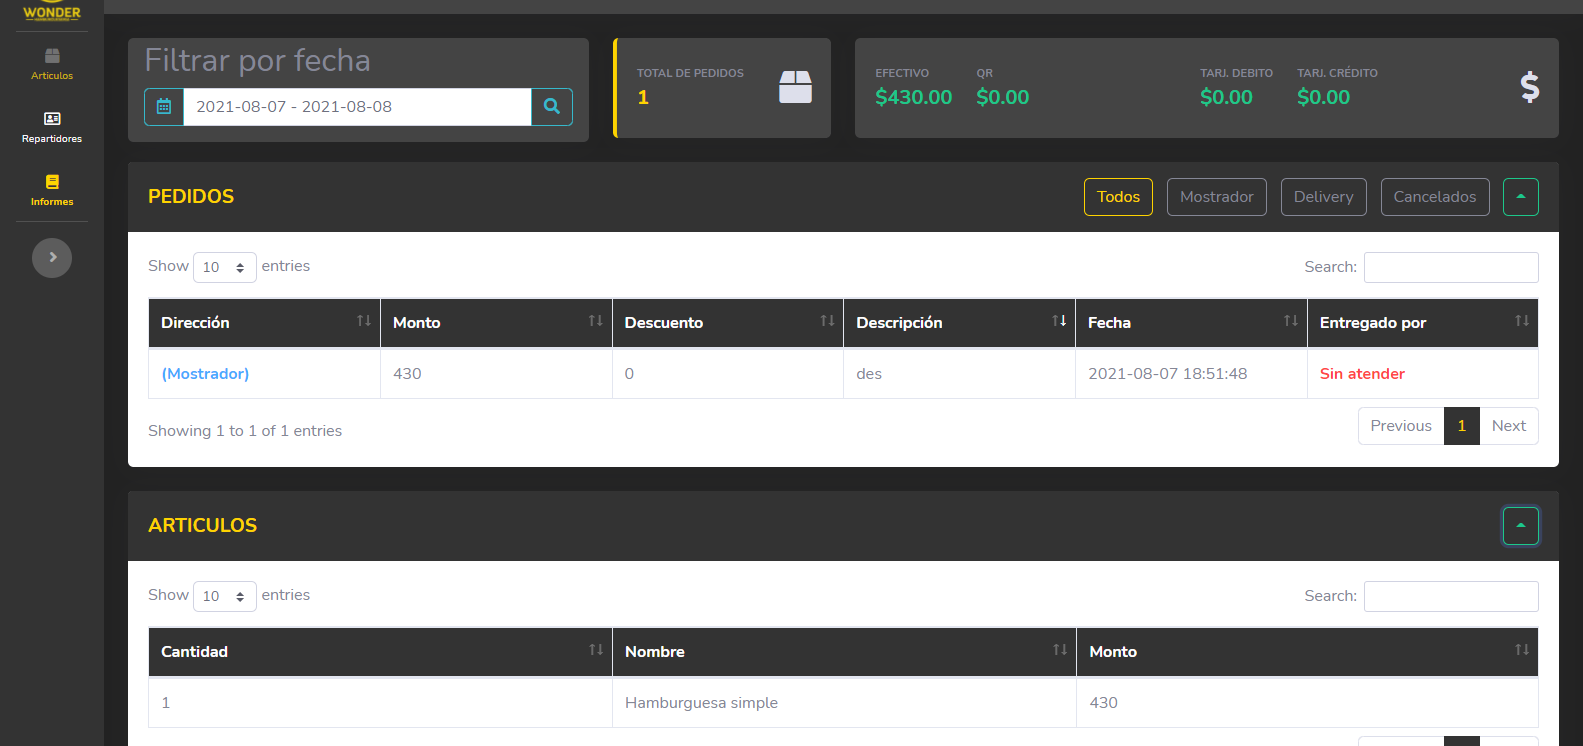 WONDER
Articulos
Repartidores
Informes
Filtrar por fecha
2021-08-07 - 2021-08-08
TOTAL DE PEDIDOS
1
EFECTIVO QR TARJ. DEBITO TARJ. CRÉDITO
$430.00 $0.00 $0.00 $0.00
$
PEDIDOS Todos Mostrador Delivery Cancelados
Show 10 entries Search:
Dirección Monto Descuento Descripción Fecha Entregado por
(Mostrador) 430 0 des 2021-08-07 18:51:48 Sin atender
Showing 1 to 1 of 1 entries Previous 1 Next
ARTICULOS
Show 10 entries Search:
Cantidad Nombre Monto
1 Hamburguesa simple 430